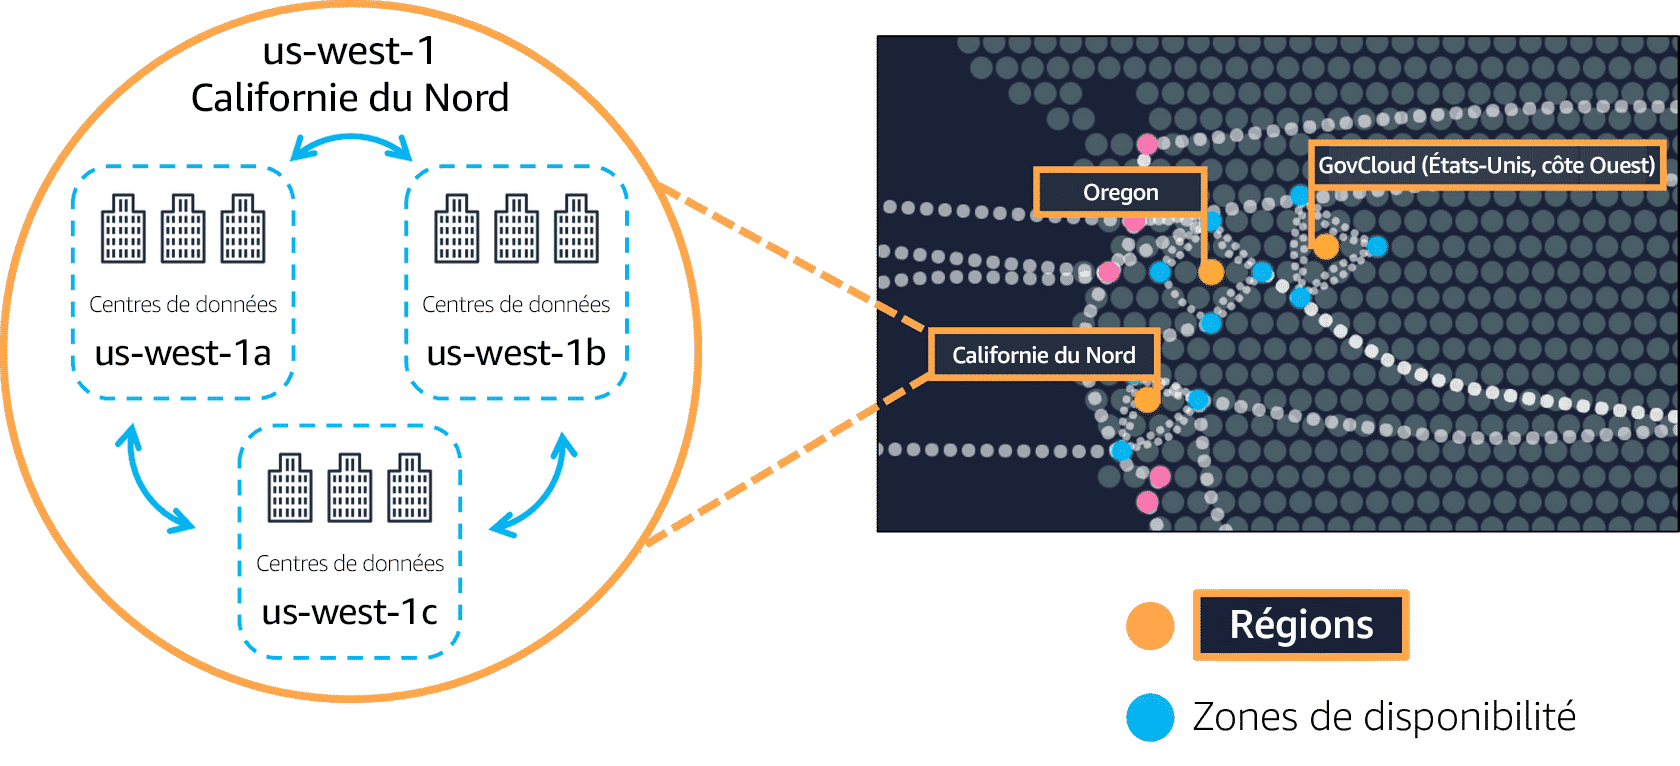 us-west-1
Californie du Nord
Centres de données
us-west-1a
Centres de données
us-west-1b
Centres de données
us-west-1c
GovCloud (États-Unis, côte Ouest)
Oregon
Californie du Nord
Régions
Zones de disponibilité